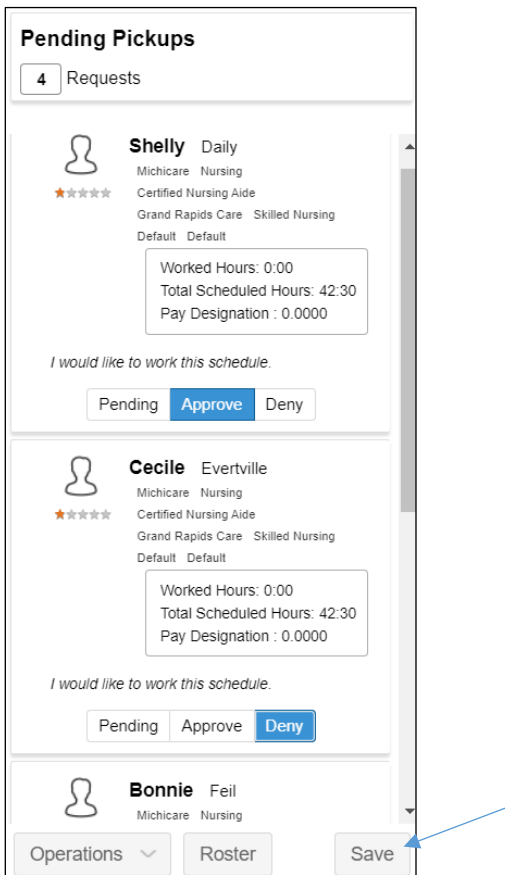 Pending Pickups
4 Requests
Shelly Daily
Michicare Nursing
Certified Nursing Aide
Grand Rapids Care Skilled Nursing
Default Default
Worked Hours: 0:00
Total Scheduled Hours: 42:30
Pay Designation : 0.0000
I would like to work this schedule.
Pending Approve Deny
Cecile Evertville
Michicare Nursing
Certified Nursing Aide
Grand Rapids Care Skilled Nursing
Default Default
Worked Hours: 0:00
Total Scheduled Hours: 42:30
Pay Designation : 0.0000
I would like to work this schedule.
Pending Approve Deny
Bonnie Feil
Michicare Nursing
Operations Roster Save